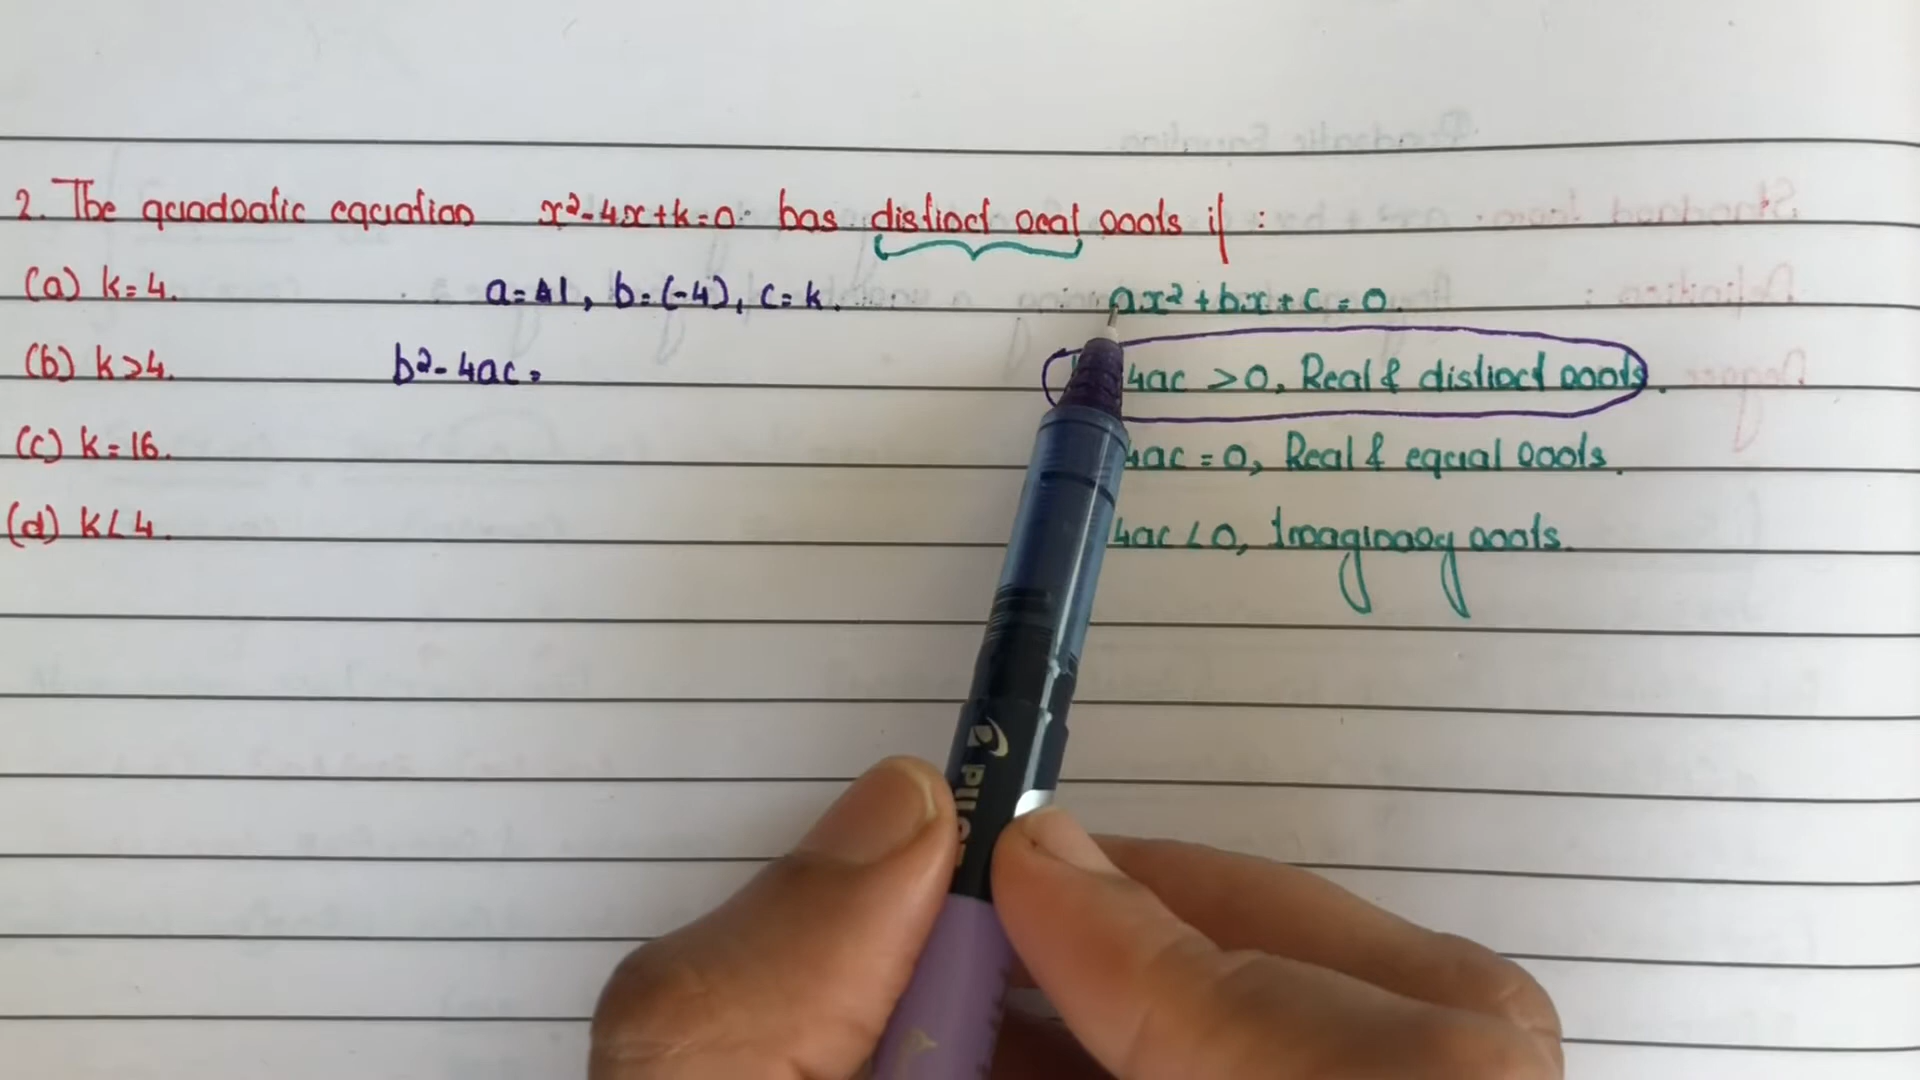 2. The quadratic equation x²-4x+k=0. has distinct real roots if :
(a) k=4.
a=1, b=(-4), c=k.
ax²+bx+c=0.
(b) k>4.
b²-4ac=
4ac >0, Real & distinct roots.
(c) k=16.
4ac =0, Real & equal roots.
(d) k<4.
4ac <0, Imaginary roots.
PILOT